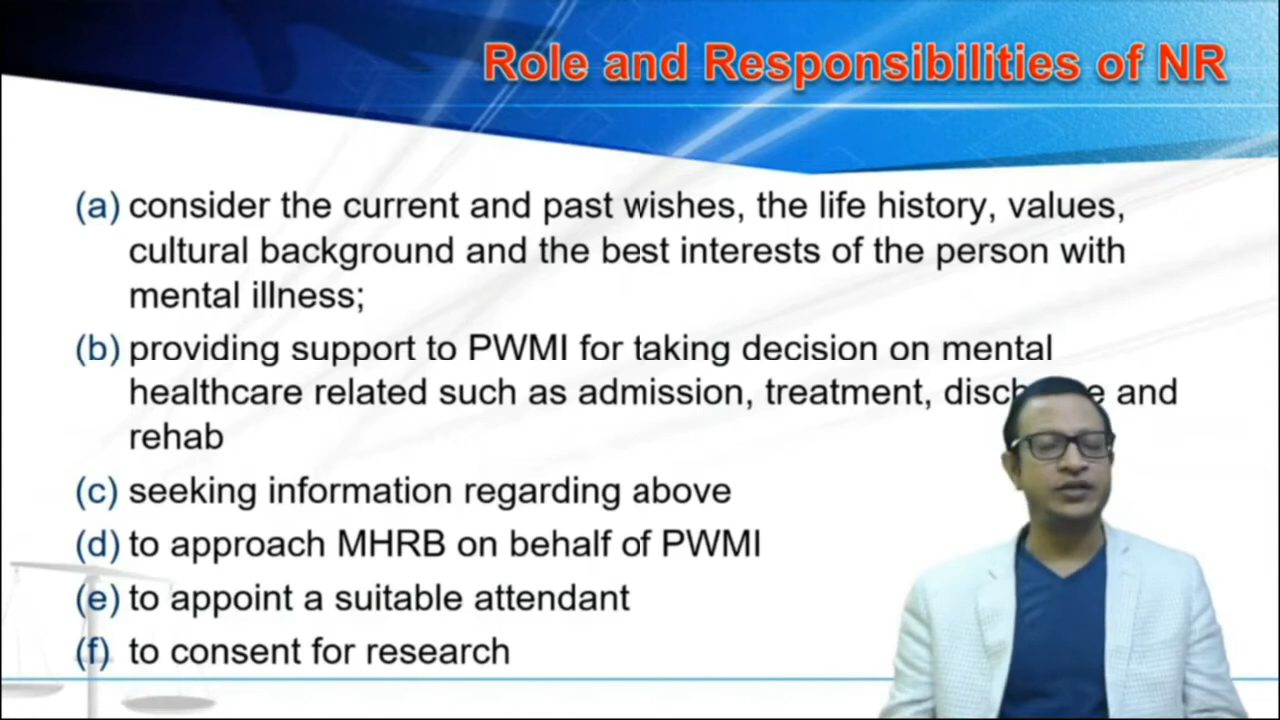 Role and Responsibilities of NR
(a) consider the current and past wishes, the life history, values,
cultural background and the best interests of the person with
mental illness;
(b) providing support to PWMI for taking decision on mental
healthcare related such as admission, treatment, and
rehab
(c) seeking information regarding above
(d) to approach MHRB on behalf of PWMI
(e) to appoint a suitable attendant
(f) to consent for research